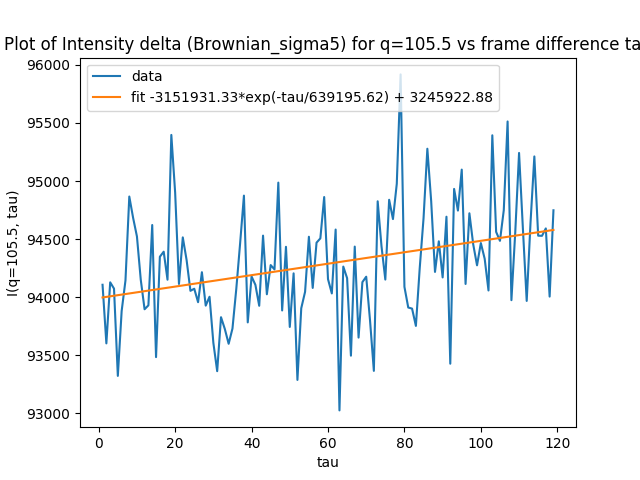 Plot of Intensity delta (Brownian_sigma5) for q=105.5 vs frame difference ta
96000
95500
95000
94500
94000
93500
93000
I(q=105.5, tau)
data
fit -3151931.33*exp(-tau/639195.62) + 3245922.88
0 20 40 60 80 100 120
tau